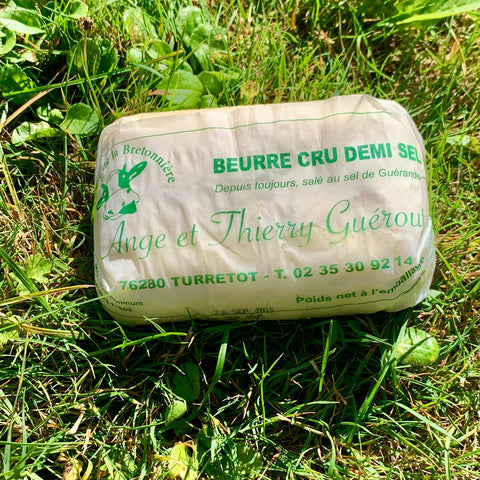 de la Bretonnière
BEURRE CRU DEMI SEL
Depuis toujours, salé au sel de Guérande
Ange et Thierry Guérout
76280 TURRETOT - T. 02 35 30 92 14
Poids net à l'em